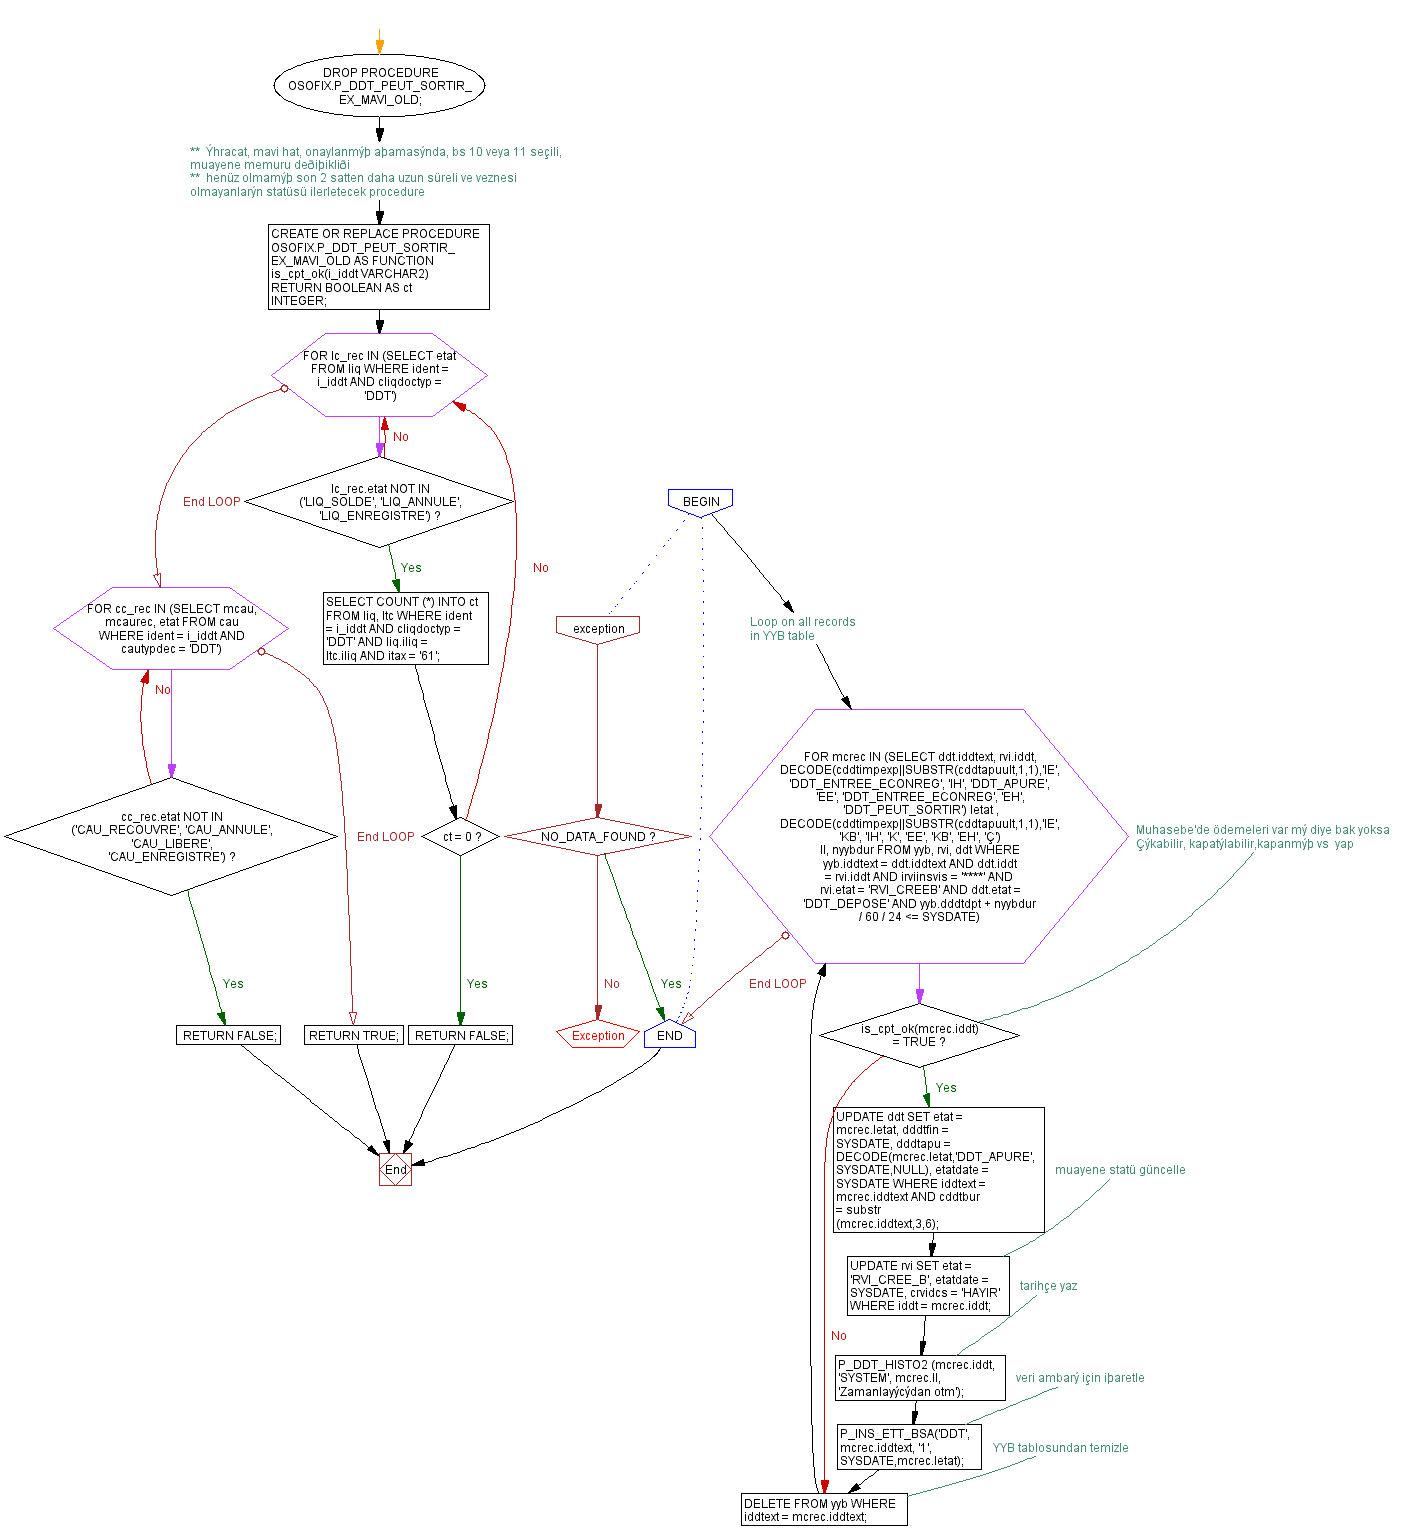 DROP PROCEDURE
OSOFIX.P_DDT_PEUT_SORTIR_
EX_MAVI_OLD;
** Ýhracat, mavi hat, onaylanmýþ aþamasýnda, bs 10 veya 11 seçili,
muayene memuru deðiþikliði
** henüz olmamýþ son 2 satten daha uzun süreli ve veznesi
olmayanlarýn statüsü ilerletecek procedure
CREATE OR REPLACE PROCEDURE
OSOFIX.P_DDT_PEUT_SORTIR_
EX_MAVI_OLD AS FUNCTION
is_cpt_ok(i_iddt VARCHAR2)
RETURN BOOLEAN AS ct
INTEGER;
FOR lc_rec IN (SELECT etat
FROM liq WHERE ident =
i_iddt AND cliqdoctyp =
'DDT')
No
End LOOP
lc_rec.etat NOT IN
('LIQ_SOLDE', 'LIQ_ANNULE',
'LIQ_ENREGISTRE') ?
Yes
No
FOR cc_rec IN (SELECT mcau,
mcaurec, etat FROM cau
WHERE ident = i_iddt AND
cautypdec = 'DDT')
SELECT COUNT (*) INTO ct
FROM liq, ltc WHERE ident
= i_iddt AND cliqdoctyp =
'DDT' AND liq.iliq =
ltc.iliq AND itax = '61';
No
cc_rec.etat NOT IN
('CAU_RECOUVRE', 'CAU_ANNULE',
'CAU_LIBERE',
'CAU_ENREGISTRE') ?
End LOOP
ct = 0 ?
Yes
Yes
RETURN FALSE;
RETURN TRUE;
RETURN FALSE;
End
BEGIN
exception
NO_DATA_FOUND ?
No
Yes
Exception
END
Loop on all records
in YYB table
FOR mcrec IN (SELECT ddt.iddtext, rvi.iddt,
DECODE(cddtimpexp||SUBSTR(cddtapuult,1,1),'IE',
'DDT_ENTREE_ECONREG', 'IH', 'DDT_APURE',
'EE', 'DDT_ENTREE_ECONREG', 'EH',
'DDT_PEUT_SORTIR') letat ,
DECODE(cddtimpexp||SUBSTR(cddtapuult,1,1),'IE',
'KB', 'IH', 'K', 'EE', 'KB', 'EH', 'Ç')
ll, nyybdur FROM yyb, rvi, ddt WHERE
yyb.iddtext = ddt.iddtext AND ddt.iddt
= rvi.iddt AND irviinsvis = '****' AND
rvi.etat = 'RVI_CREEB' AND ddt.etat =
'DDT_DEPOSE' AND yyb.dddtdpt + nyybdur
/ 60 / 24 <= SYSDATE)
Muhasebe'de ödemeleri var mý diye bak yoksa
Çýkabilir, kapatýlabilir,kapanmýþ vs  yap
End LOOP
is_cpt_ok(mcrec.iddt)
= TRUE ?
Yes
UPDATE ddt SET etat =
mcrec.letat, dddtfin =
SYSDATE, dddtapu =
DECODE(mcrec.letat,'DDT_APURE',
SYSDATE,NULL), etatdate =
SYSDATE WHERE iddtext =
mcrec.iddtext AND cddtbur
= substr
(mcrec.iddtext,3,6);
muayene statü güncelle
UPDATE rvi SET etat =
'RVI_CREE_B', etatdate =
SYSDATE, crvidcs = 'HAYIR'
WHERE iddt = mcrec.iddt;
tarihçe yaz
No
P_DDT_HISTO2 (mcrec.iddt,
'SYSTEM', mcrec.ll,
'Zamanlayýcýdan otm');
veri ambarý için iþaretle
P_INS_ETT_BSA('DDT',
mcrec.iddtext, '1',
SYSDATE,mcrec.letat);
YYB tablosundan temizle
DELETE FROM yyb WHERE
iddtext = mcrec.iddtext;